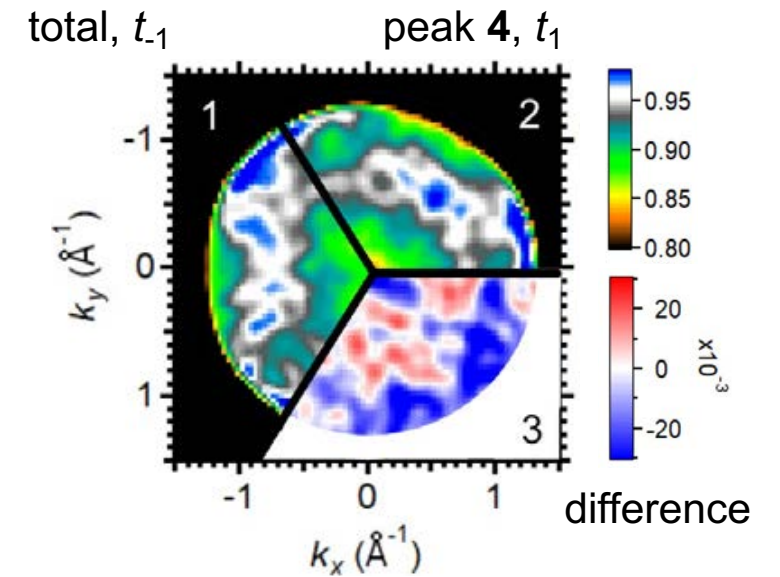 total, t-1
peak 4, t1
1
2
3
-1
0
1
ky (Å-1)
-1
0
1
kx (Å-1)
0.95
0.90
0.85
0.80
20
0
-20
x10-3
difference